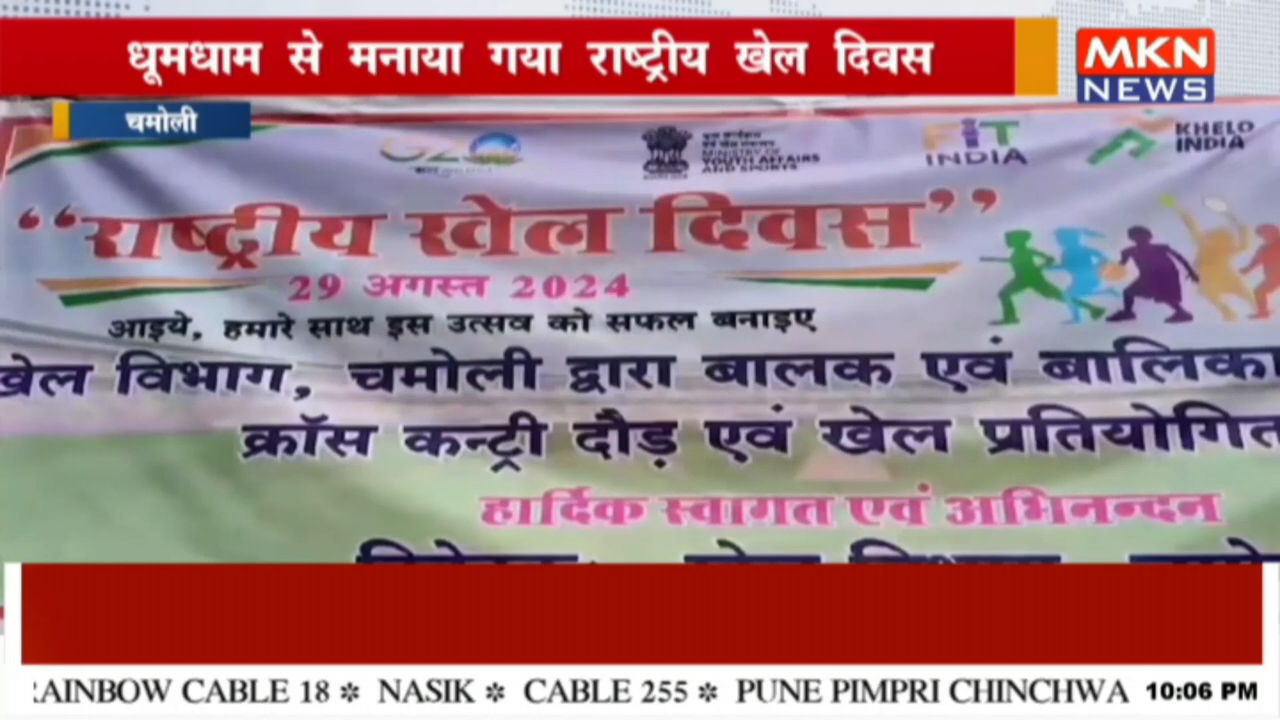 धूमधाम से मनाया गया राष्ट्रीय खेल दिवस
MKN
NEWS
चमोली
G20
MINISTRY OF
YOUTH AFFAIRS
AND SPORTS
FIT
INDIA
KHELO
INDIA
“राष्ट्रीय खेल दिवस”
29 अगस्त 2024
आइये, हमारे साथ इस उत्सव को सफल बनाइए
खेल विभाग, चमोली द्वारा बालक एवं बालिका
क्रॉस कन्ट्री दौड़ एवं खेल प्रतियोगित
हार्दिक स्वागत एवं अभिनन्दन
RAINBOW CABLE 18 ❇ NASIK ❇ CABLE 255 ❇ PUNE PIMPRI CHINCHWA 10:06 PM